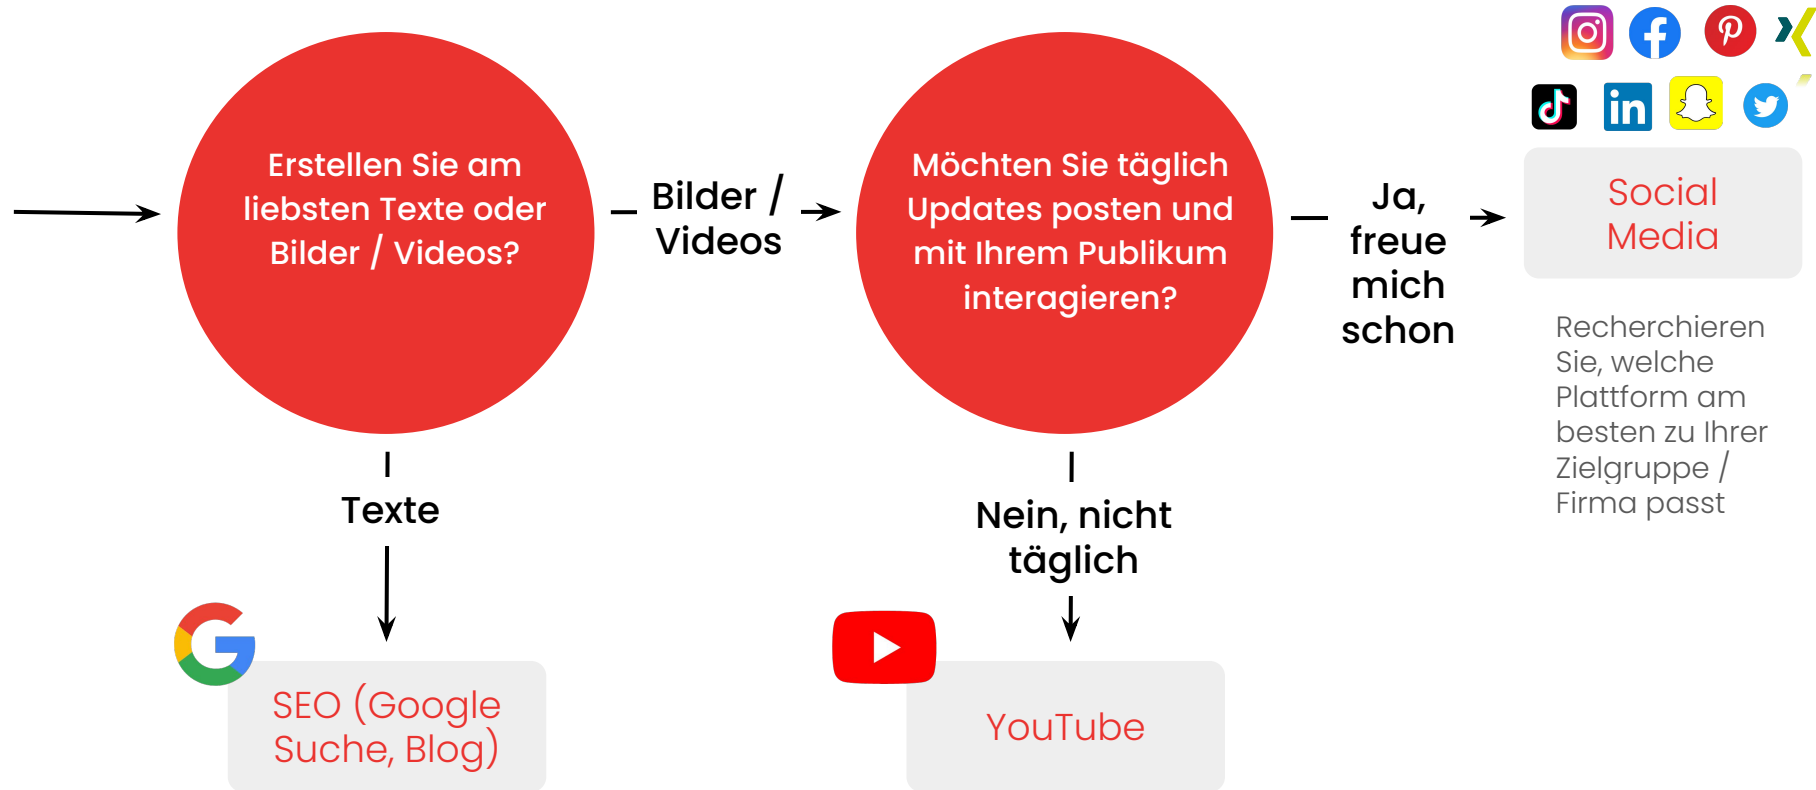 Erstellen Sie am
liebsten Texte oder
Bilder / Videos?
Bilder /
Videos
Möchten Sie täglich
Updates posten und
mit Ihrem Publikum
interagieren?
Ja,
freue
mich
schon
in
Social
Media
Recherchieren
Sie, welche
Plattform am
besten zu Ihrer
Zielgruppe /
Firma passt
Texte
Nein, nicht
täglich
SEO (Google
Suche, Blog)
YouTube